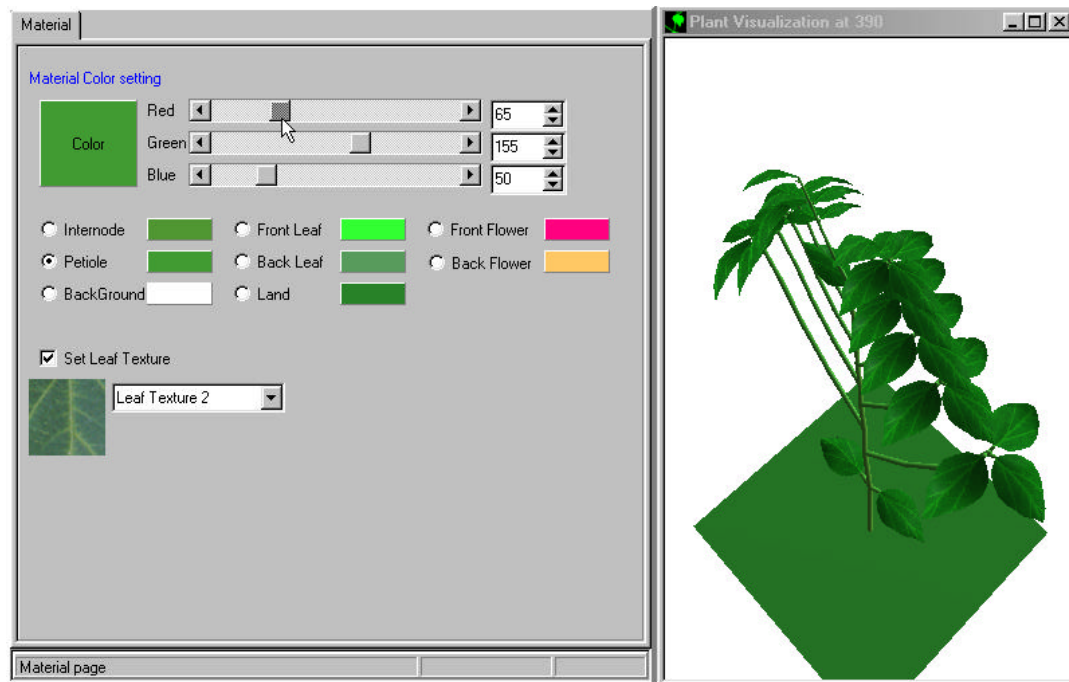 Material
Plant Visualization at 390
Material Color setting
Color
Red
65
Green
155
Blue
50
Internode
Front Leaf
Front Flower
Petiole
Back Leaf
Back Flower
BackGround
Land
Set Leaf Texture
Leaf Texture 2
Material page